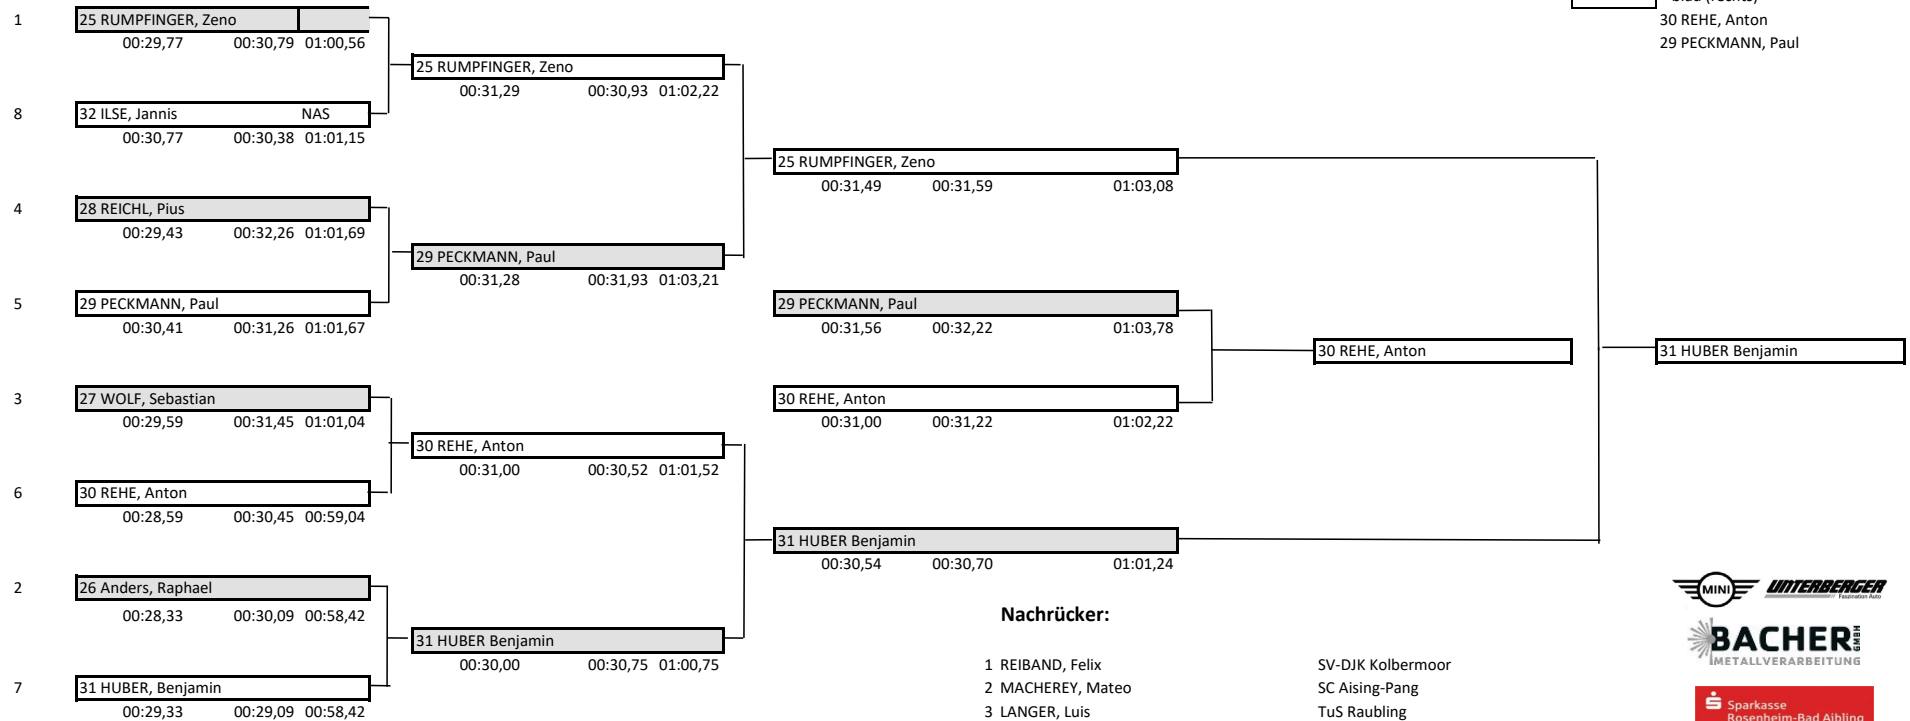 1 25 RUMPFINGER, Zeno
00:29,77 00:30,79 01:00,56
30 REHE, Anton
29 PECKMANN, Paul
25 RUMPFINGER, Zeno
00:31,29 00:30,93 01:02,22
8 32 ILSE, Jannis NAS
00:30,77 00:30,38 01:01,15
25 RUMPFINGER, Zeno
00:31,49 00:31,59 01:03,08
4 28 REICHL, Pius
00:29,43 00:32,26 01:01,69
29 PECKMANN, Paul
00:31,28 00:31,93 01:03,21
5 29 PECKMANN, Paul
00:30,41 00:31,26 01:01,67
29 PECKMANN, Paul
00:31,56 00:32,22 01:03,78
30 REHE, Anton
31 HUBER Benjamin
3 27 WOLF, Sebastian
00:29,59 00:31,45 01:01,04
30 REHE, Anton
00:31,00 00:31,22 01:02,22
30 REHE, Anton
00:31,00 00:30,52 01:01,52
6 30 REHE, Anton
00:28,59 00:30,45 00:59,04
31 HUBER Benjamin
00:30,54 00:30,70 01:01,24
2 26 Anders, Raphael
00:28,33 00:30,09 00:58,42
31 HUBER Benjamin
00:30,00 00:30,75 01:00,75
7 31 HUBER, Benjamin
00:29,33 00:29,09 00:58,42
Nachrücker:
1 REIBAND, Felix SV-DJK Kolbermoor
2 MACHEREY, Mateo SC Aising-Pang
3 LANGER, Luis TuS Raubling
MINI UNTERBERGER
Faszination Auto
BACHER GMBH
METALLVERARBEITUNG
Sparkasse
Rosenheim-Bad Aibling